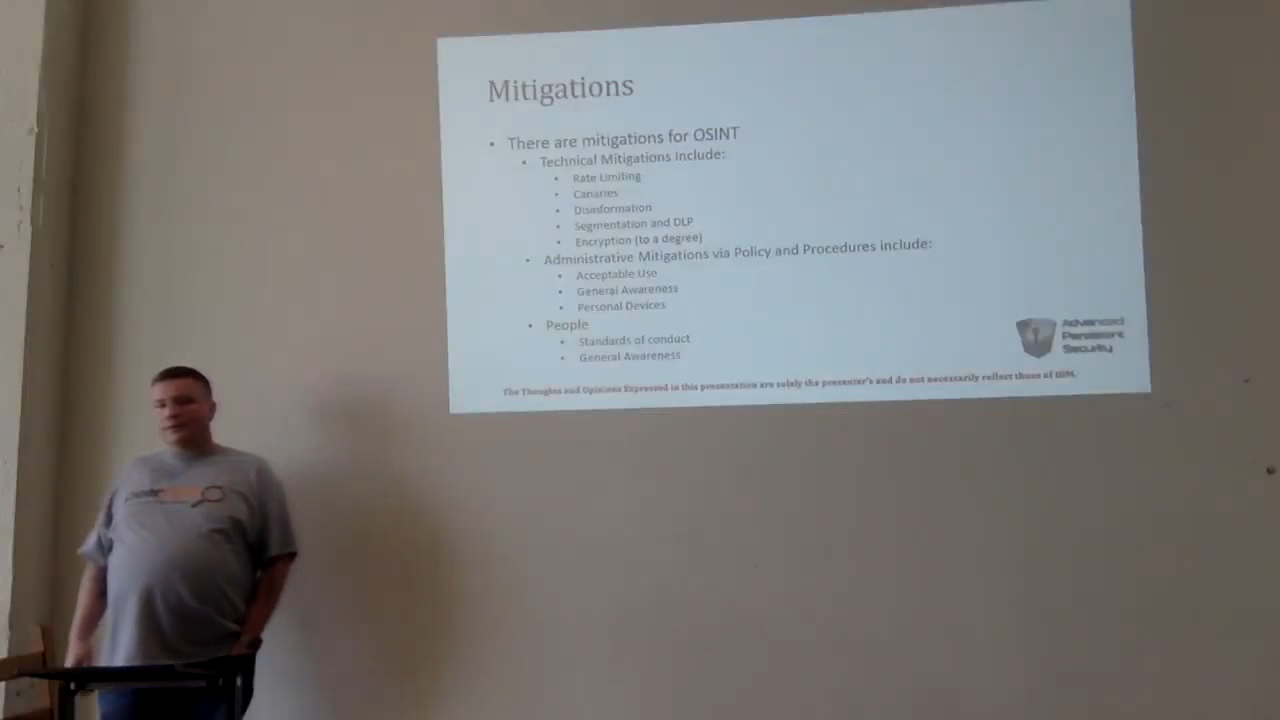 Mitigations
• There are mitigations for OSINT
• Technical Mitigations Include:
• Rate Limiting
• Canaries
• Disinformation
• Segmentation and DLP
• Encryption (to a degree)
• Administrative Mitigations via Policy and Procedures include:
• Acceptable Use
• General Awareness
• Personal Devices
• People
• Standards of conduct
• General Awareness
Advanced
Persistent
Security
The Thoughts and Opinions Expressed in this presentation are solely the presenter's and do not necessarily reflect those of IBM.